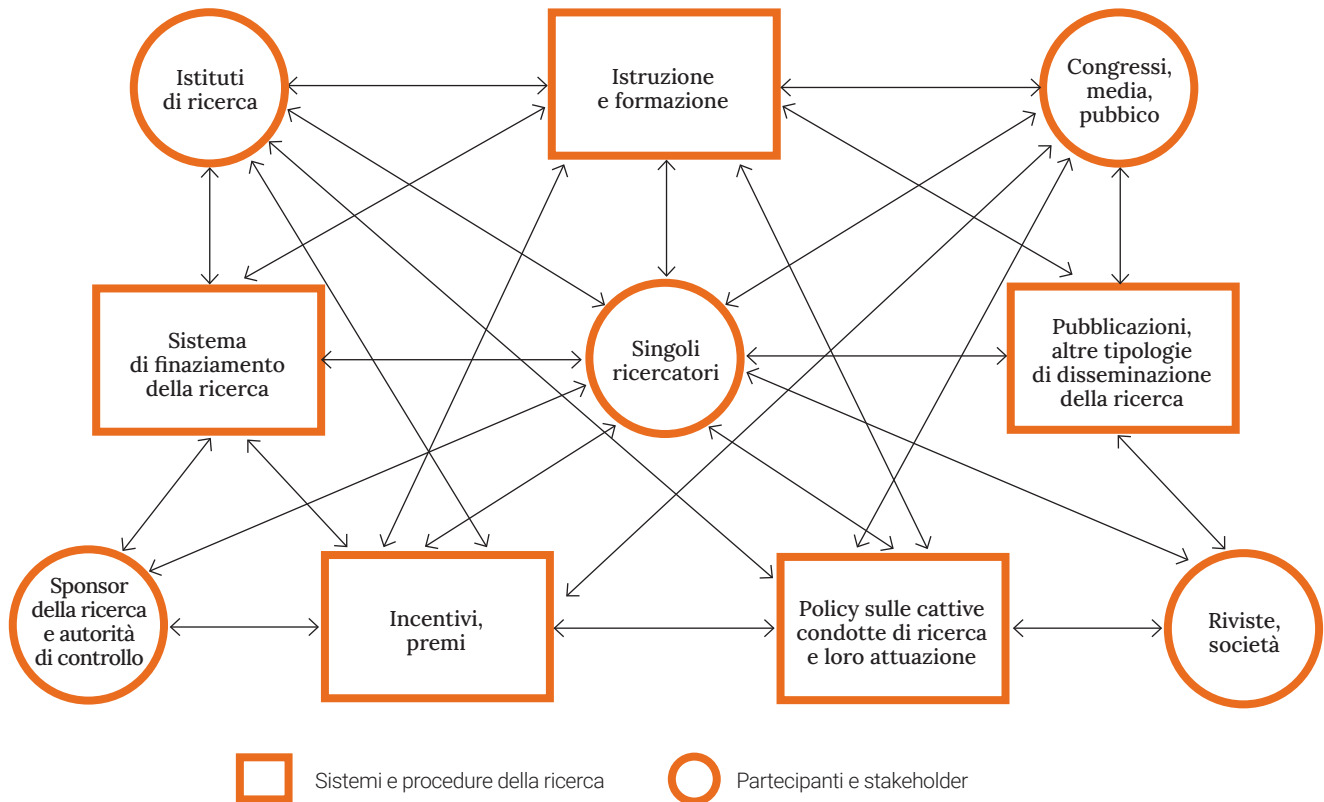 Istituti
di ricerca
Istruzione
e formazione
Congressi,
media,
pubbico
Sistema
di finaziamento
della ricerca
Singoli
ricercatori
Pubblicazioni,
altre tipologie
di disseminazione
della ricerca
Sponsor
della ricerca
e autorità
di controllo
Incentivi,
premi
Policy sulle cattive
condotte di ricerca
e loro attuazione
Riviste,
società
Sistemi e procedure della ricerca
Partecipanti e stakeholder